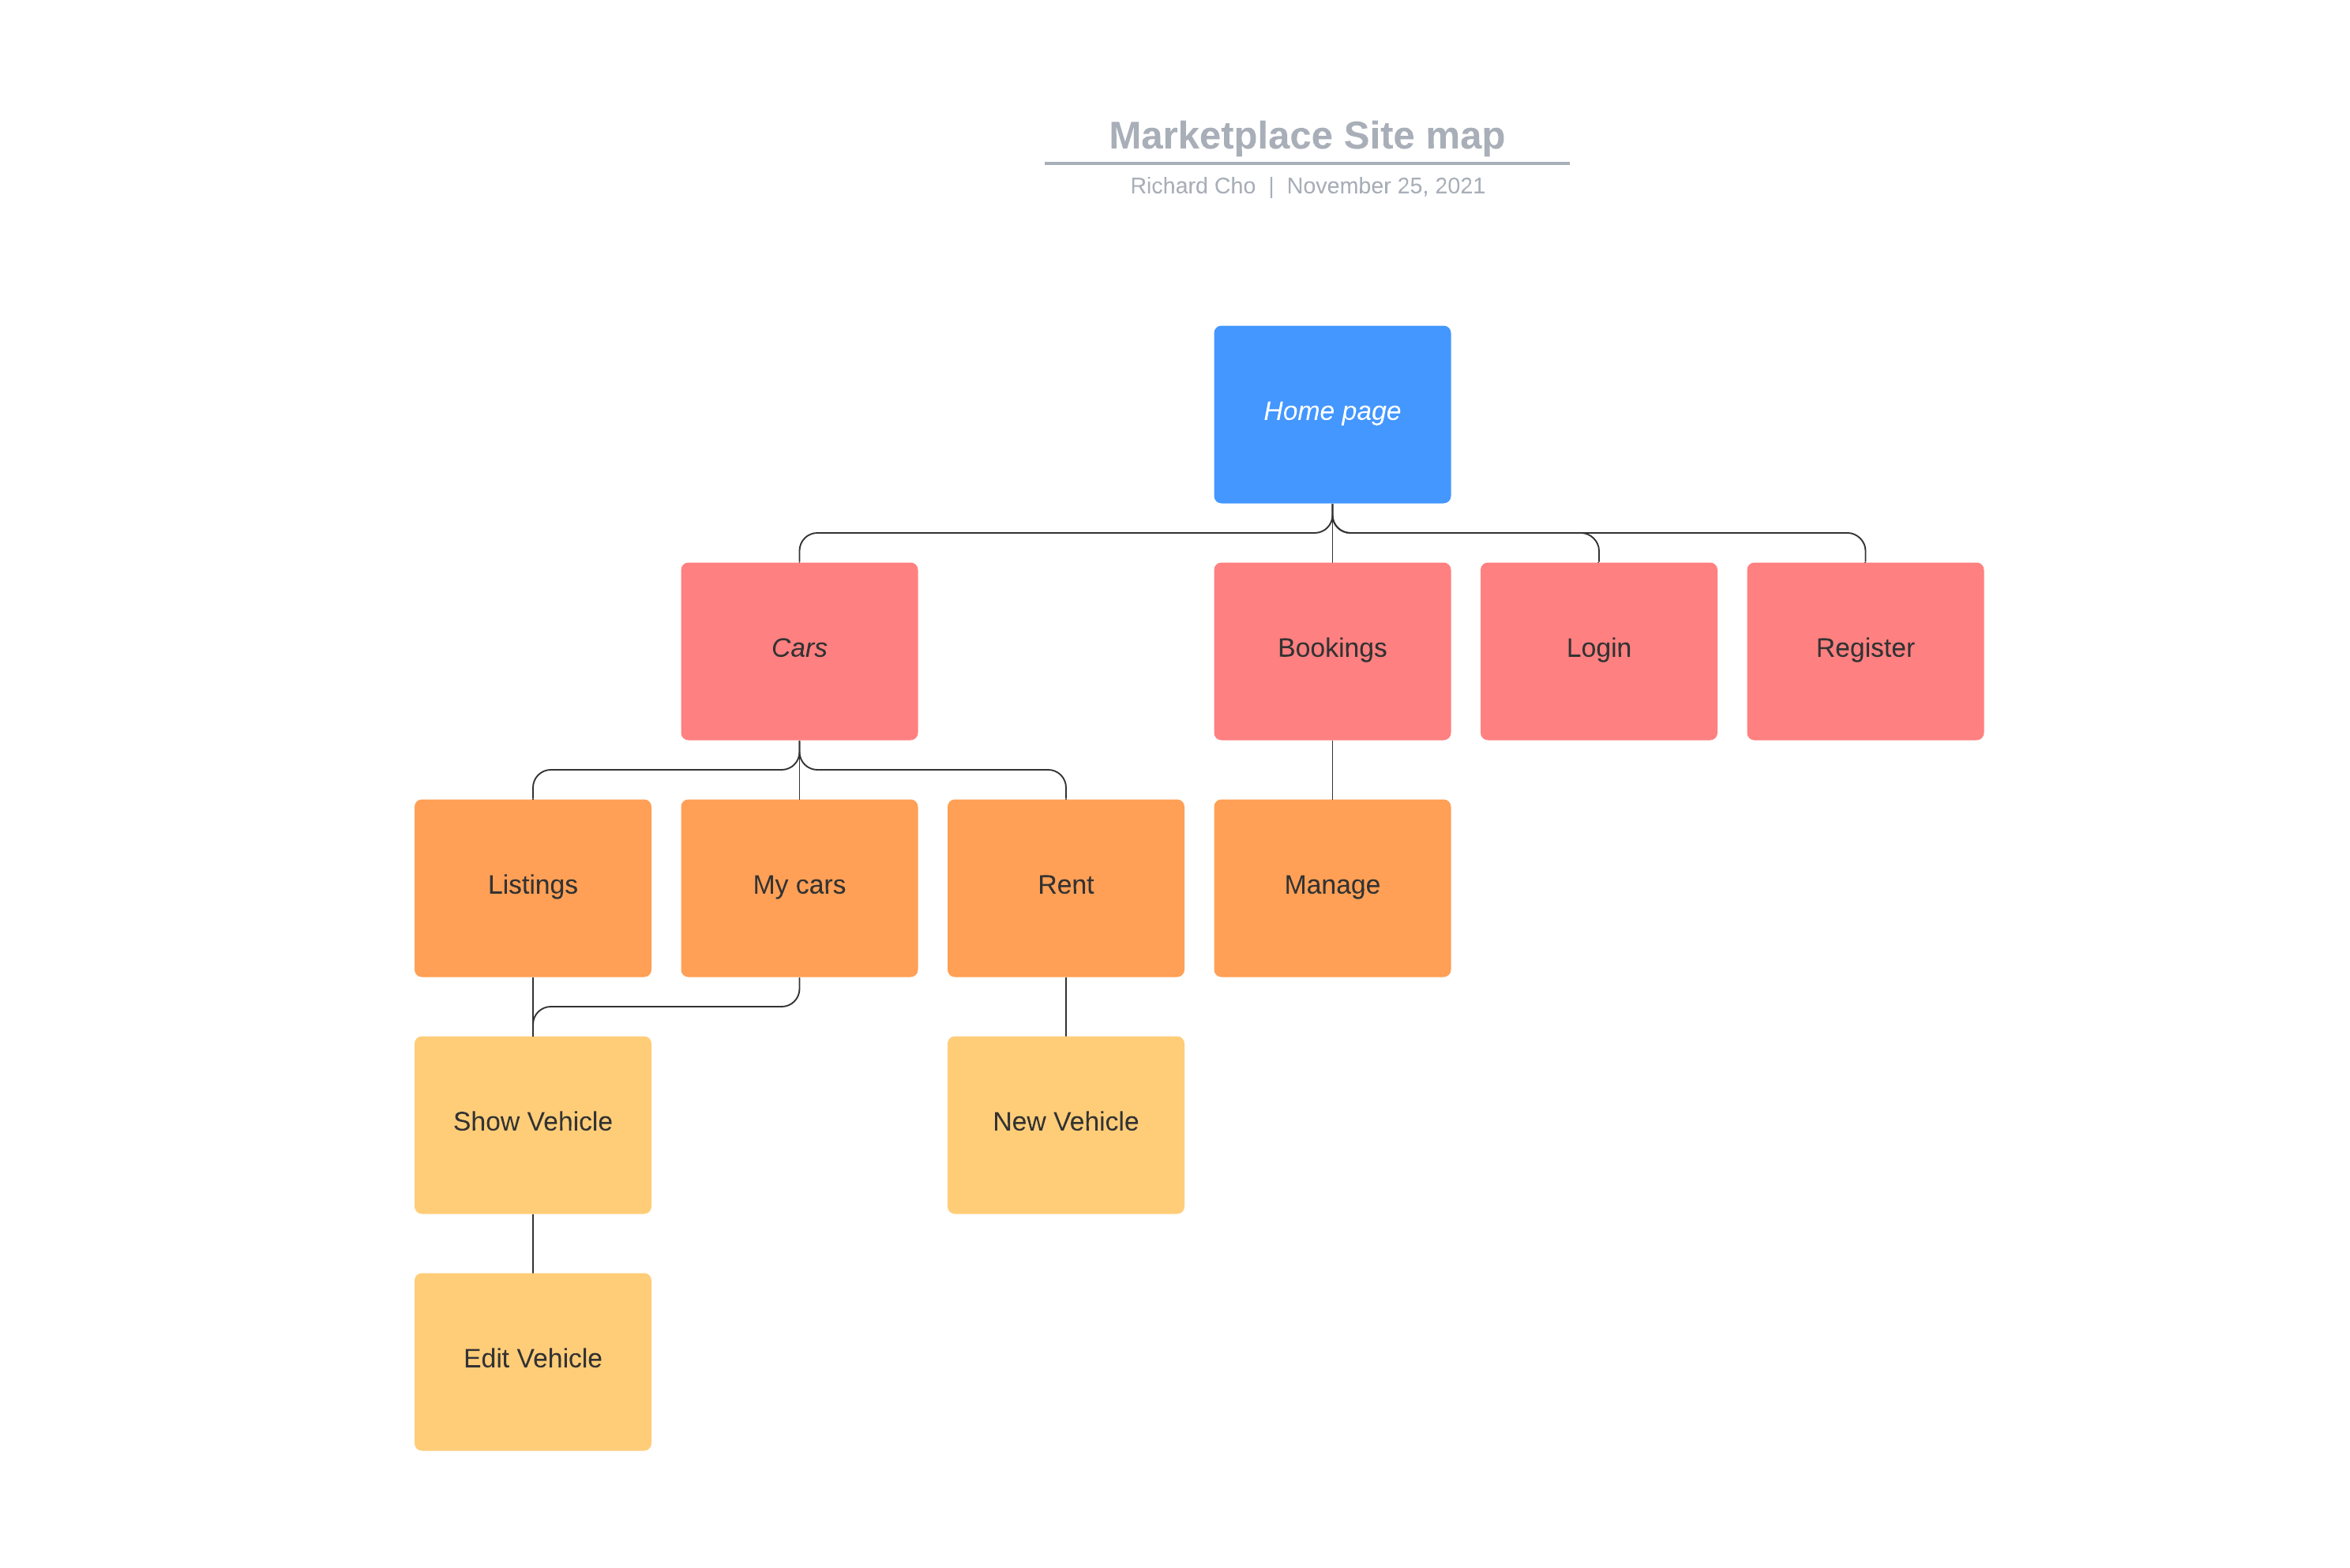 Marketplace Site map
Richard Cho | November 25, 2021
Home page
Cars
Bookings
Login
Register
Listings
My cars
Rent
Manage
Show Vehicle
New Vehicle
Edit Vehicle